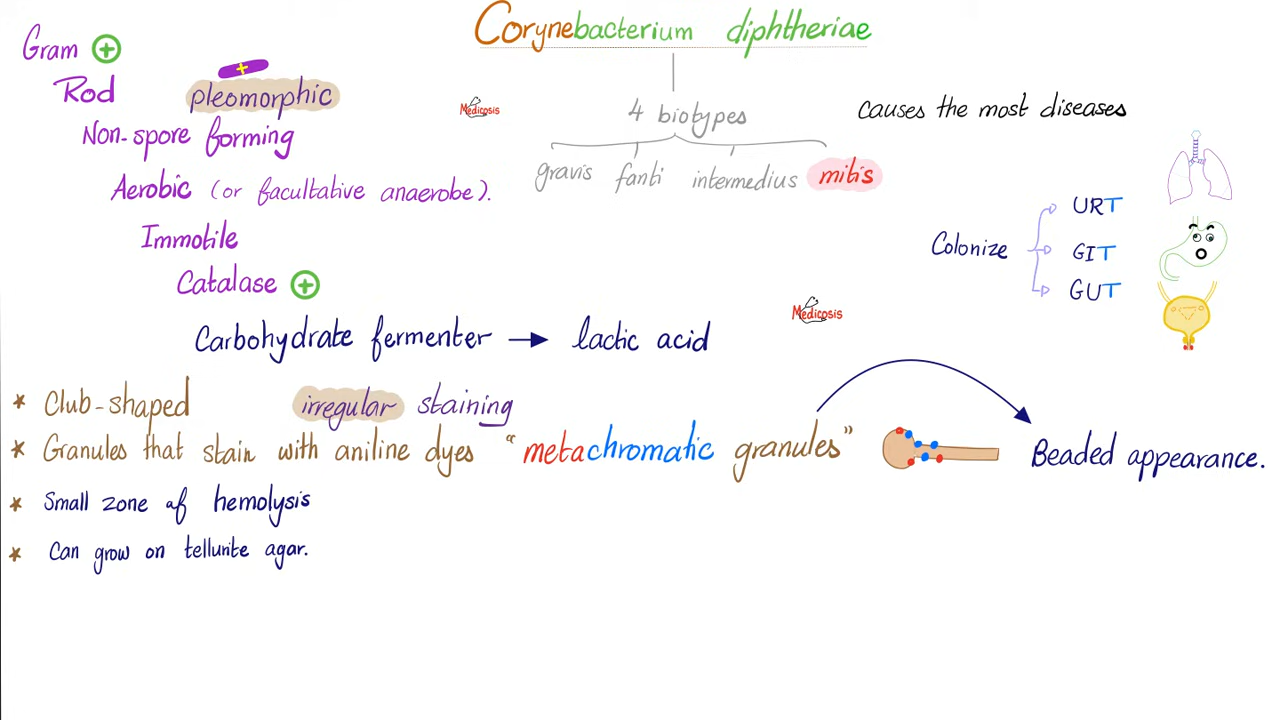 Corynebacterium diphtheriae
Gram +
Rod
pleomorphic
Non-spore forming
Aerobic (or facultative anaerobe).
Immotile
Catalase +
Carbohydrate fermenter → lactic acid
Medicosis
4 biotypes
gravis fanti intermedius mitis
causes the most diseases
Colonize
URT
GIT
GUT
Medicosis
* Club-shaped irregular staining
* Granules that stain with aniline dyes "metachromatic granules" Beaded appearance.
* Small zone of hemolysis
* Can grow on tellurite agar.